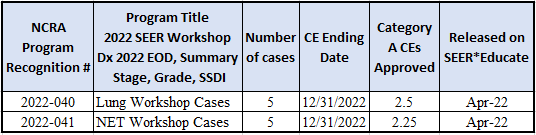 NCRA Program Recognition #
Program Title
2022 SEER Workshop
Dx 2022 EOD, Summary
Stage, Grade, SSDI
Number of cases
CE Ending Date
Category A CEs Approved
Released on SEER*Educate
2022-040 Lung Workshop Cases 5 12/31/2022 2.5 Apr-22
2022-041 NET Workshop Cases 5 12/31/2022 2.25 Apr-22